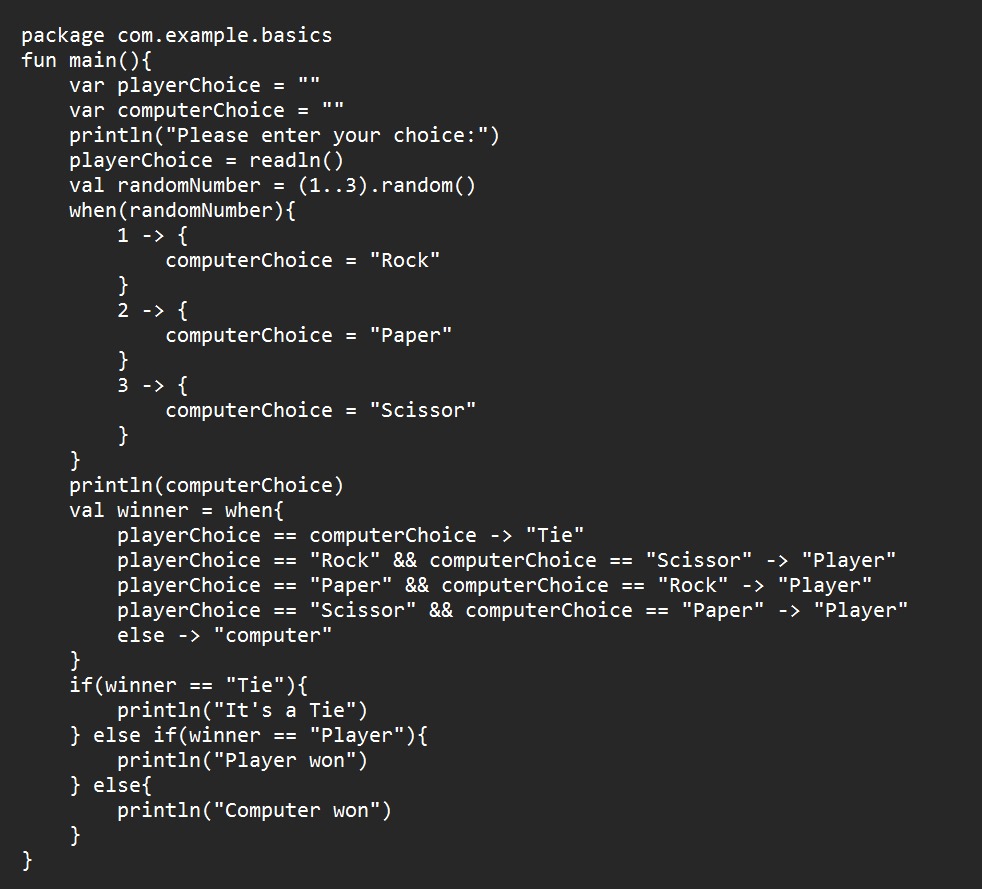 package com.example.basics
fun main(){
    var playerChoice = ""
    var computerChoice = ""
    println("Please enter your choice:")
    playerChoice = readln()
    val randomNumber = (1..3).random()
    when(randomNumber){
        1 -> {
            computerChoice = "Rock"
        }
        2 -> {
            computerChoice = "Paper"
        }
        3 -> {
            computerChoice = "Scissor"
        }
    }
    println(computerChoice)
    val winner = when{
        playerChoice == computerChoice -> "Tie"
        playerChoice == "Rock" && computerChoice == "Scissor" -> "Player"
        playerChoice == "Paper" && computerChoice == "Rock" -> "Player"
        playerChoice == "Scissor" && computerChoice == "Paper" -> "Player"
        else -> "computer"
    }
    if(winner == "Tie"){
        println("It's a Tie")
    } else if(winner == "Player"){
        println("Player won")
    } else{
        println("Computer won")
    }
}